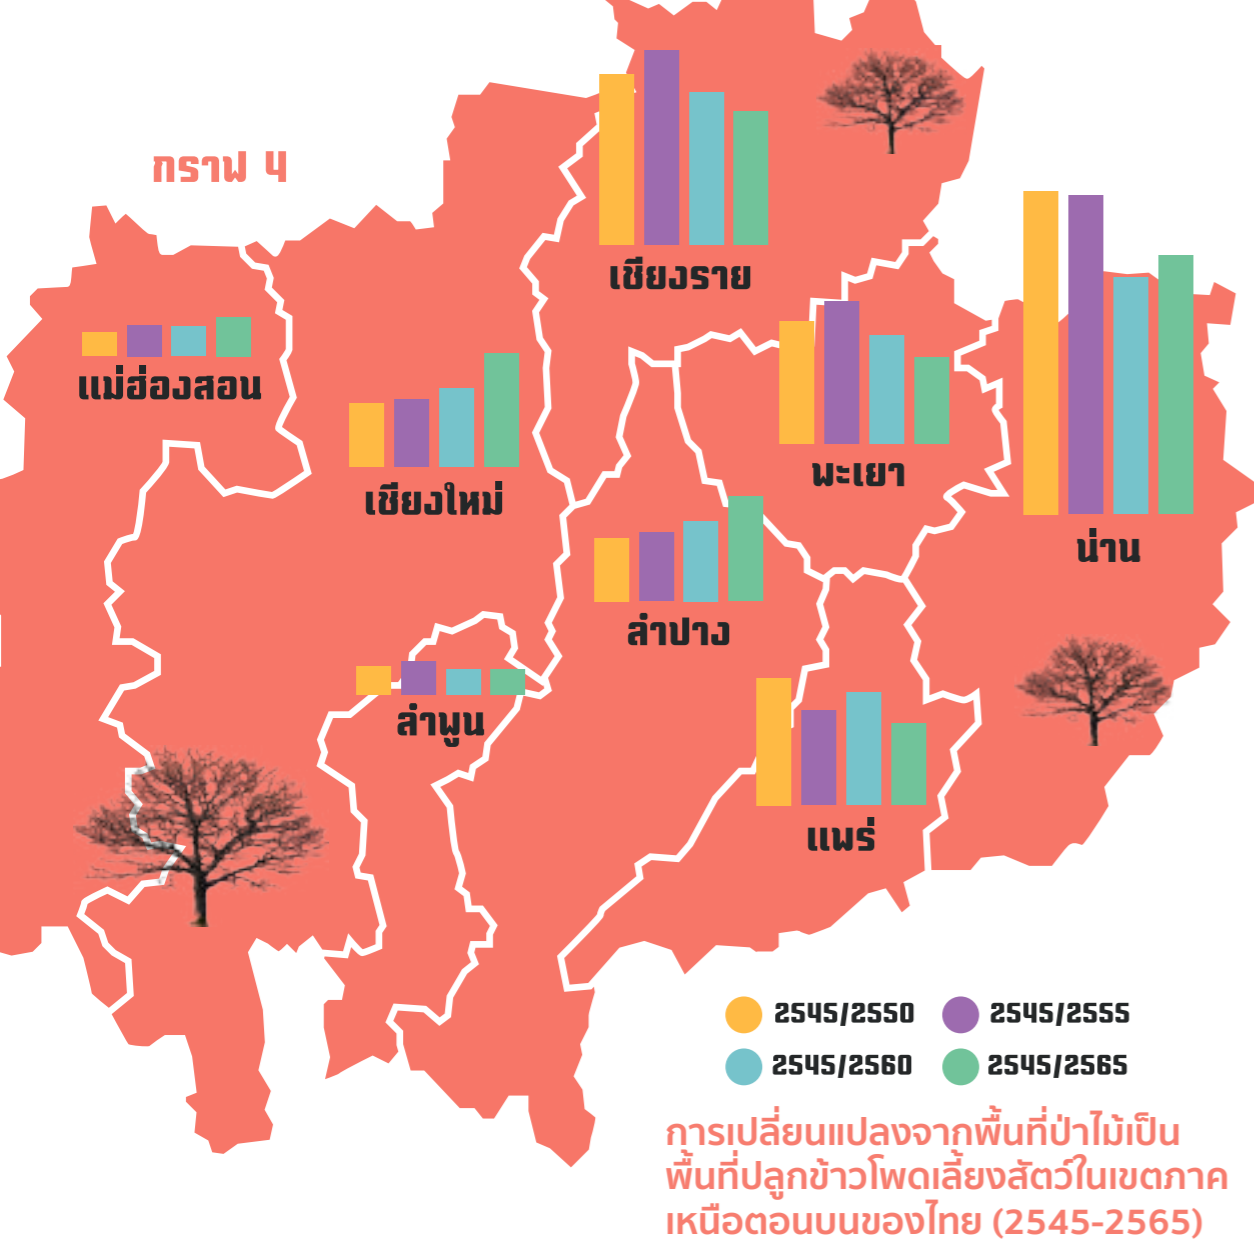 กราฟ 4
เชียงราย
แม่ฮ่องสอน
เชียงใหม่
พะเยา
น่าน
ลำปาง
ลำพูน
แพร่
2545/2550
2545/2555
2545/2560
2545/2565
การเปลี่ยนแปลงจากพื้นที่ป่าไม้เป็น
พื้นที่ปลูกข้าวโพดเลี้ยงสัตว์ในเขตภาค
เหนือตอนบนของไทย (2545-2565)